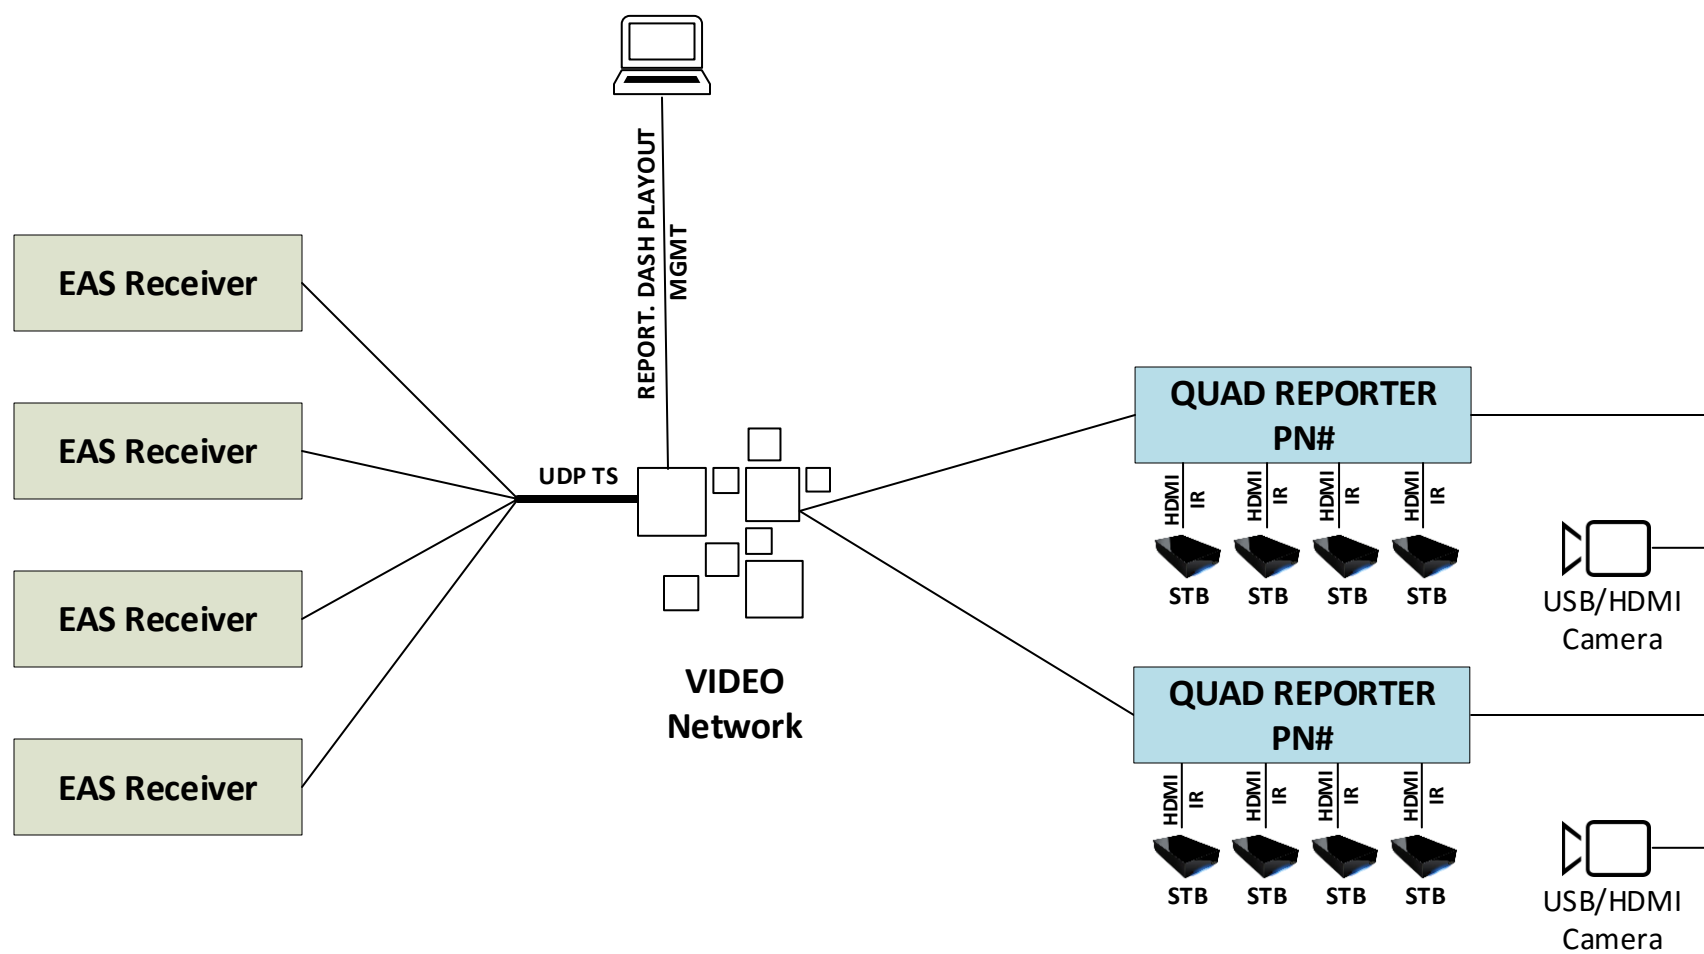 REPORT. DASH PLAYOUT
MGMT
EAS Receiver
EAS Receiver
EAS Receiver
EAS Receiver
UDP TS
VIDEO
Network
QUAD REPORTER
PN#
HDMI
IR
HDMI
IR
HDMI
IR
HDMI
IR
STB
STB
STB
STB
USB/HDMI
Camera
QUAD REPORTER
PN#
HDMI
IR
HDMI
IR
HDMI
IR
HDMI
IR
STB
STB
STB
STB
USB/HDMI
Camera